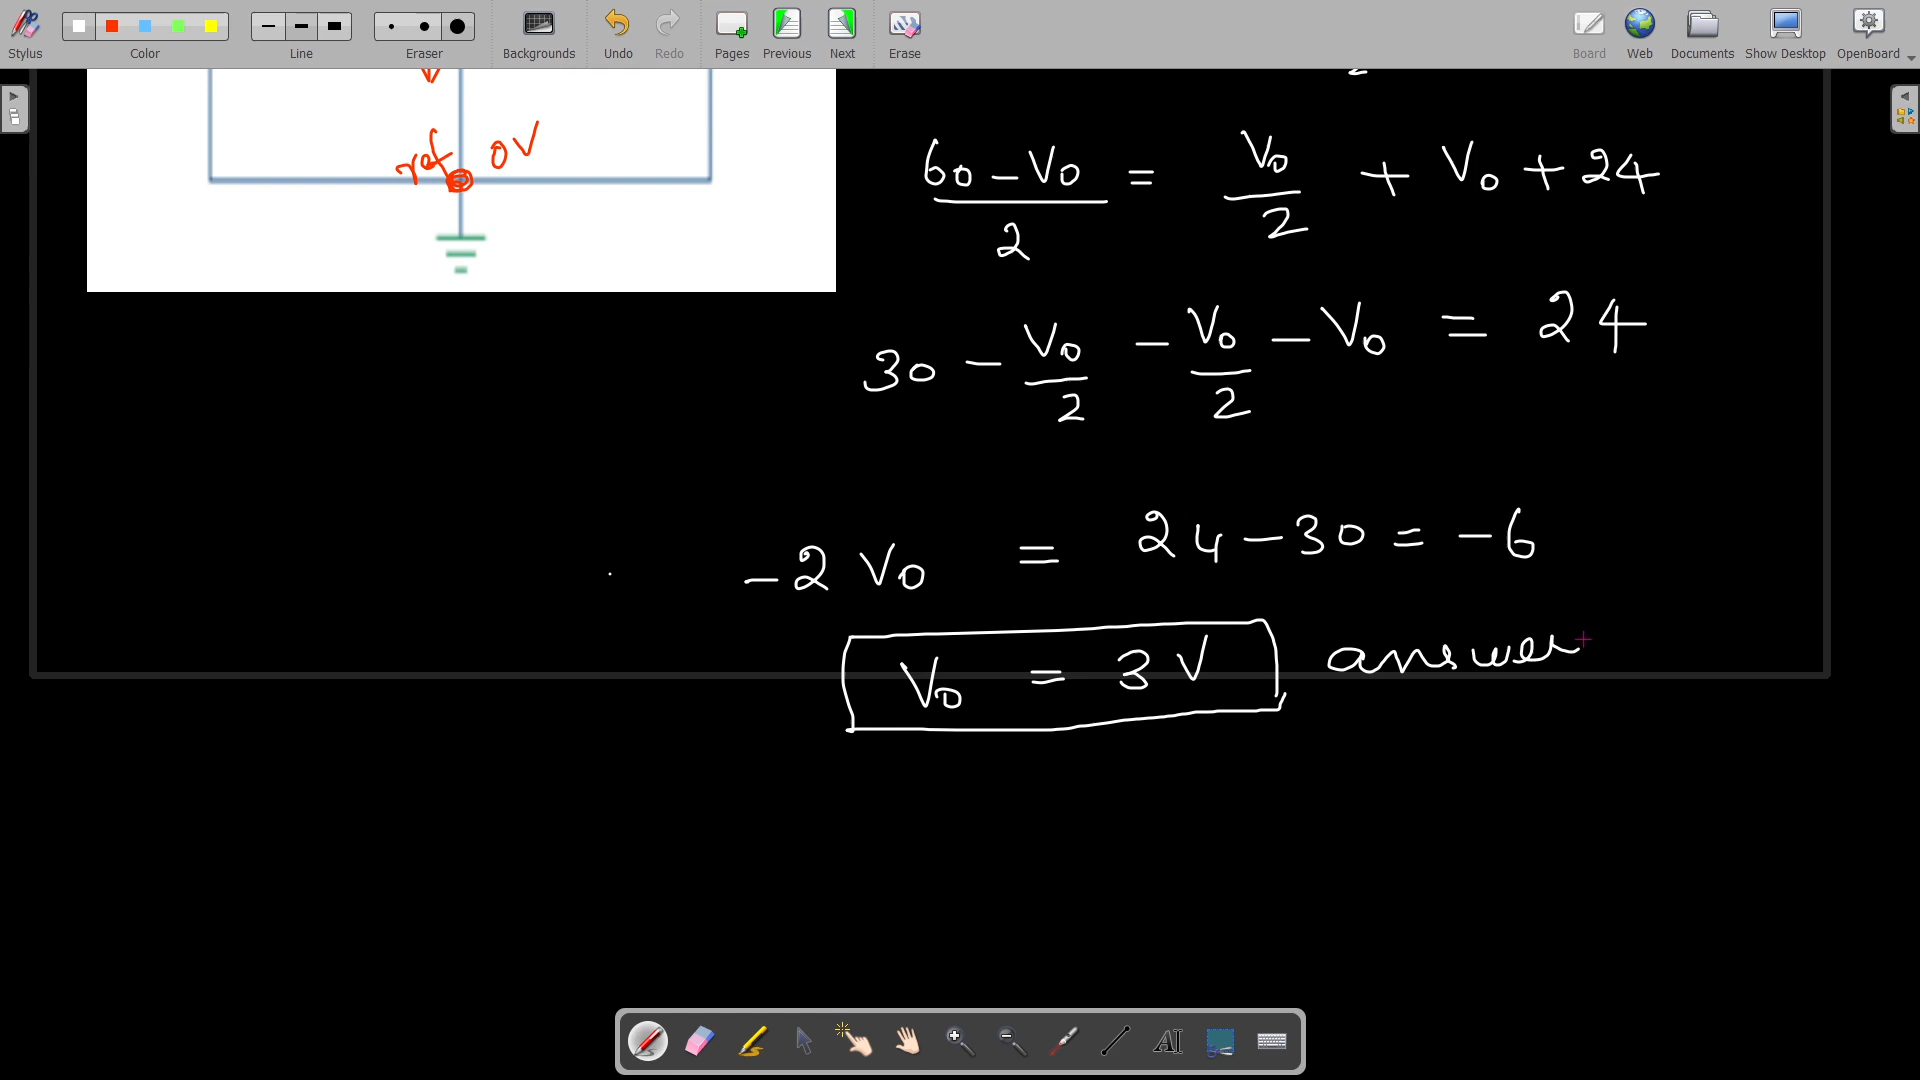 Stylus Color Line Eraser Backgrounds Undo Redo Pages Previous Next Erase Board Web Documents Show Desktop OpenBoard
ref 0V
60 - V0 / 2 = V0 / 2 + V0 + 24
30 - V0 / 2 - V0 / 2 - V0 = 24
-2 V0 = 24 - 30 = -6
V0 = 3 V answer
AI